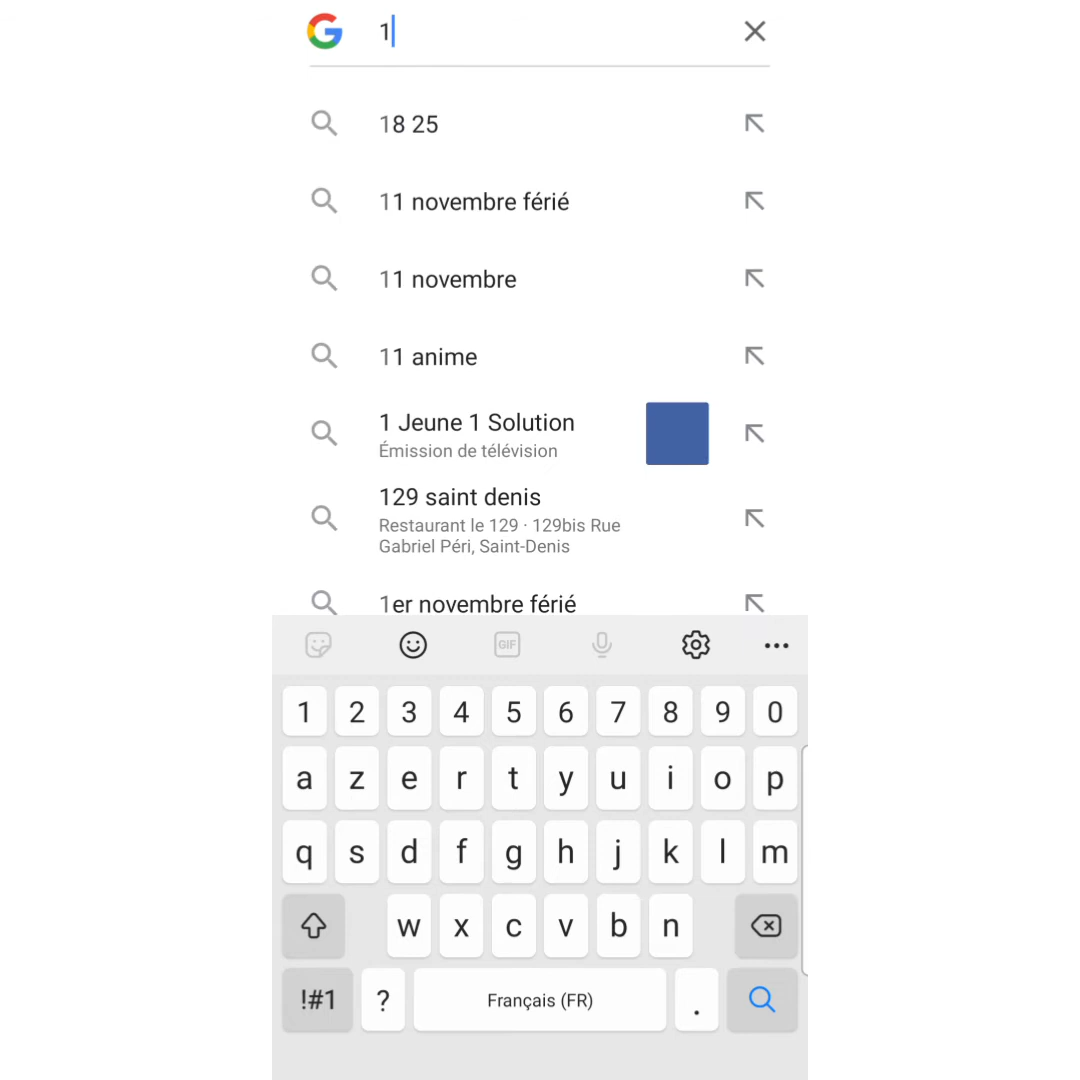 1
18 25
11 novembre férié
11 novembre
11 anime
1 Jeune 1 Solution
Émission de télévision
129 saint denis
Restaurant le 129 · 129bis Rue
Gabriel Péri, Saint-Denis
1er novembre férié
GIF
1 2 3 4 5 6 7 8 9 0
a z e r t y u i o p
q s d f g h j k l m
w x c v b n
!#1 ? Français (FR) .